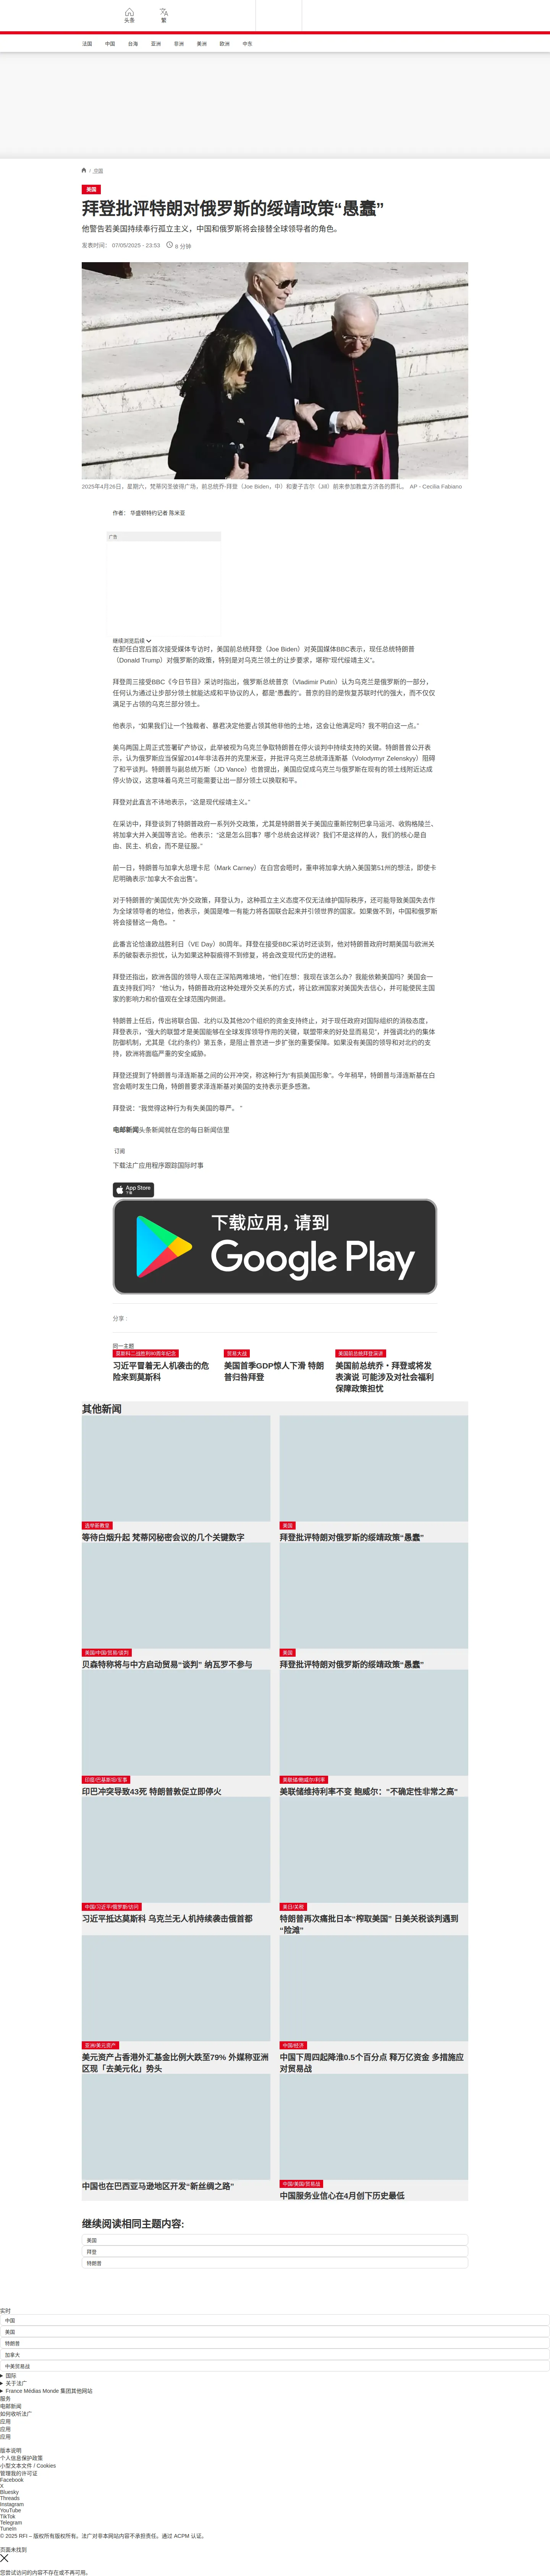 头条
繁
法国
中国
台海
亚洲
非洲
美洲
欧洲
中东
/ 中国
美国
拜登批评特朗对俄罗斯的绥靖政策“愚蠢”
他警告若美国持续奉行孤立主义，中国和俄罗斯将会接替全球领导者的角色。
发表时间： 07/05/2025 - 23:53
6 分钟
2025年4月26日，星期六，梵蒂冈圣彼得广场，前总统乔·拜登（Joe Biden，中）和妻子吉尔（Jill）前来参加教皇方济各的葬礼。 AP - Cecilia Fabiano
作者： 华盛顿特约记者 陈米亚
广告
继续浏览后续
在卸任白宫后首次接受媒体专访时，美国前总统拜登（Joe Biden）对英国媒体BBC表示，现任总统特朗普
（Donald Trump）对俄罗斯的政策，特别是对乌克兰领土的让步要求，堪称“现代绥靖主义”。
拜登周三接受BBC《今日节目》采访时指出，俄罗斯总统普京（Vladimir Putin）认为乌克兰是俄罗斯的一部分，
任何认为通过让步部分领土就能达成和平协议的人，都是“愚蠢的”。普京的目的是恢复苏联时代的强大，而不仅仅
满足于占领的乌克兰部分领土。
他表示，“如果我们让一个独裁者、暴君决定他要占领其他非他的土地，这会让他满足吗？我不明白这一点。”
美乌两国上周正式签署矿产协议，此举被视为乌克兰争取特朗普在停火谈判中持续支持的关键。特朗普曾公开表
示，认为俄罗斯应当保留2014年非法吞并的克里米亚，并批评乌克兰总统泽连斯基（Volodymyr Zelenskyy）阻碍
了和平谈判。特朗普与副总统万斯（JD Vance）也曾提出，美国应促成乌克兰与俄罗斯在现有的领土线附近达成
停火协议，这意味着乌克兰可能需要让出一部分领土以换取和平。
拜登对此直言不讳地表示，“这是现代绥靖主义。”
在采访中，拜登谈到了特朗普政府一系列外交政策，尤其是特朗普关于美国应重新控制巴拿马运河、收购格陵兰、
将加拿大并入美国等言论。他表示：“这是怎么回事？哪个总统会这样说？我们不是这样的人，我们的核心是自
由、民主、机会，而不是征服。”
前一日，特朗普与加拿大总理卡尼（Mark Carney）在白宫会晤时，重申将加拿大纳入美国第51州的想法，即使卡
尼明确表示“加拿大不会出售”。
对于特朗普的“美国优先”外交政策，拜登认为，这种孤立主义态度不仅无法维护国际秩序，还可能导致美国失去作
为全球领导者的地位，他表示，美国是唯一有能力将各国联合起来并引领世界的国家。如果做不到，中国和俄罗斯
将会接替这一角色。 ”
此番言论恰逢欧战胜利日（VE Day）80周年。拜登在接受BBC采访时还谈到，他对特朗普政府时期美国与欧洲关
系的破裂表示担忧，认为如果这种裂痕得不到修复，将会改变现代历史的进程。
拜登还指出，欧洲各国的领导人现在正深陷两难境地，“他们在想：我现在该怎么办？我能依赖美国吗？美国会一
直支持我们吗？ ”他认为，特朗普政府这种处理外交关系的方式，将让欧洲国家对美国失去信心，并可能使民主国
家的影响力和价值观在全球范围内倒退。
特朗普上任后，传出将联合国、北约以及其他20个组织的资金支持终止，对于现任政府对国际组织的消极态度，
拜登表示，“强大的联盟才是美国能够在全球发挥领导作用的关键，联盟带来的好处显而易见”，并强调北约的集体
防御机制，尤其是《北约条约》第五条，是阻止普京进一步扩张的重要保障。如果没有美国的领导和对北约的支
持，欧洲将面临严重的安全威胁。
拜登还提到了特朗普与泽连斯基之间的公开冲突，称这种行为“有损美国形象”。今年稍早，特朗普与泽连斯基在白
宫会晤时发生口角，特朗普要求泽连斯基对美国的支持表示更多感激。
拜登说：“我觉得这种行为有失美国的尊严。 ”
电邮新闻头条新闻就在您的每日新闻信里
订阅
下载法广应用程序跟踪国际时事
App Store
下载
下载应用，请到
Google Play
分享 :
同一主题
莫斯科二战胜利80周年纪念
习近平冒着无人机袭击的危
险来到莫斯科
贸易大战
美国首季GDP惊人下滑 特朗
普归咎拜登
美国前总统拜登演讲
美国前总统乔・拜登或将发
表演说 可能涉及对社会福利
保障政策担忧
其他新闻
选举新教皇
等待白烟升起 梵蒂冈秘密会议的几个关键数字
美国
拜登批评特朗对俄罗斯的绥靖政策“愚蠢”
美国/中国/贸易/谈判
贝森特称将与中方启动贸易“谈判” 纳瓦罗不参与
美国
拜登批评特朗对俄罗斯的绥靖政策“愚蠢”
印度/巴基斯坦/军事
印巴冲突导致43死 特朗普敦促立即停火
美联储/鲍威尔/利率
美联储维持利率不变 鲍威尔：”不确定性非常之高”
中国/习近平/俄罗斯/访问
习近平抵达莫斯科 乌克兰无人机持续袭击俄首都
美日/关税
特朗普再次痛批日本“榨取美国” 日美关税谈判遇到
“险滩”
亚洲/美元资产
美元资产占香港外汇基金比例大跌至79% 外媒称亚洲
区现「去美元化」势头
中国/经济
中国下周四起降准0.5个百分点 释万亿资金 多措施应
对贸易战
中国也在巴西亚马逊地区开发“新丝绸之路”
中国/美国/贸易战
中国服务业信心在4月创下历史最低
继续阅读相同主题内容:
美国
拜登
特朗普
实时
中国
美国
特朗普
加拿大
中美贸易战
国际
关于法广
France Médias Monde 集团其他网站
服务
电邮新闻
如何收听法广
应用
应用
应用
版本说明
个人信息保护政策
小型文本文件 / Cookies
管理我的许可证
Facebook
X
Bluesky
Threads
Instagram
YouTube
TikTok
Telegram
TuneIn
© 2025 RFI – 版权所有版权所有。法广对非本网站内容不承担责任。通过 ACPM 认证。
页面未找到
您尝试访问的内容不存在或不再可用。